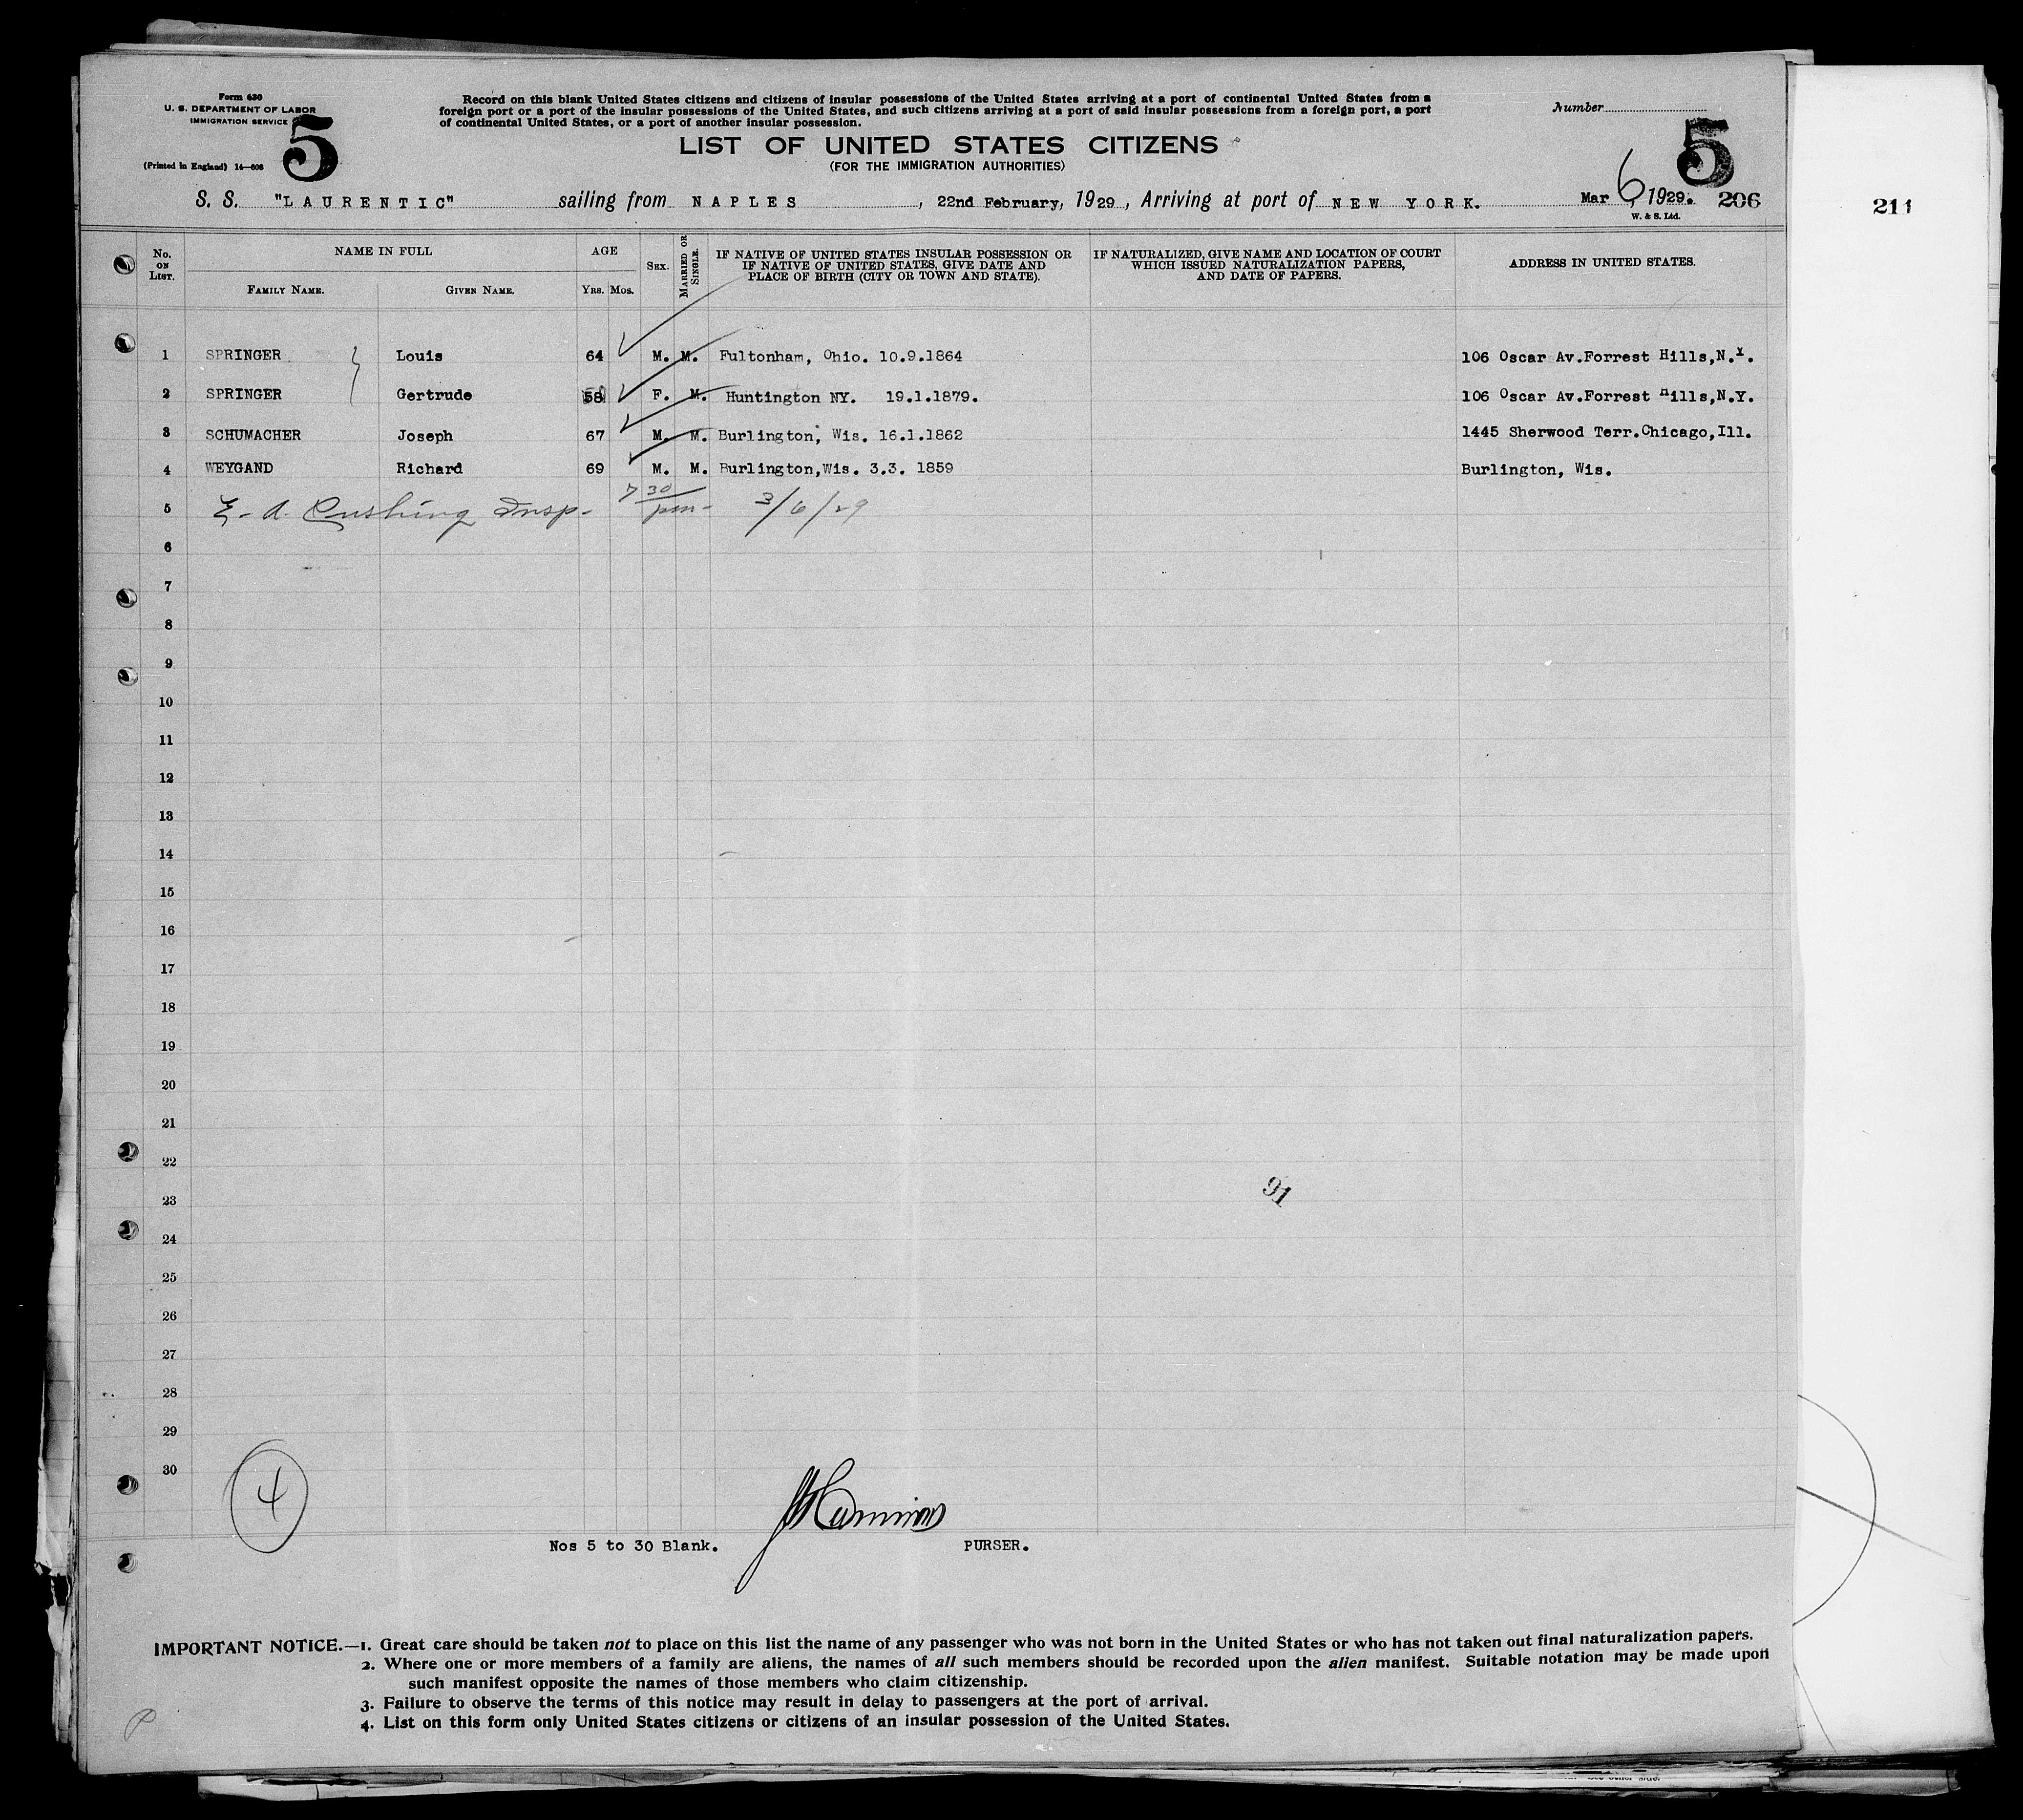 Form 630
U. S. DEPARTMENT OF LABOR
IMMIGRATION SERVICE
5
(Printed in England) 14—608
Record on this blank United States citizens and citizens of insular possessions of the United States arriving at a port of continental United States from a
foreign port or a port of the insular possessions of the United States, and such citizens arriving at a port of said insular possessions from a foreign port, a port
of continental United States, or a port of another insular possession.
LIST OF UNITED STATES CITIZENS
(FOR THE IMMIGRATION AUTHORITIES)
Number
5
S. S. "LAURENTIC" sailing from NAPLES, 22nd February, 1929, Arriving at port of NEW YORK. Mar 6, 1929. 206
W. & S. Ltd.
211
No. ON LIST. NAME IN FULL AGE SEX. MARRIED OR SINGLE. IF NATIVE OF UNITED STATES INSULAR POSSESSION OR IF NATIVE OF UNITED STATES, GIVE DATE AND PLACE OF BIRTH (CITY OR TOWN AND STATE). IF NATURALIZED, GIVE NAME AND LOCATION OF COURT WHICH ISSUED NATURALIZATION PAPERS, AND DATE OF PAPERS. ADDRESS IN UNITED STATES.
FAMILY NAME. GIVEN NAME. YRS. MOS.
1 SPRINGER Louis 64 M. M. Fultonham, Ohio. 10.9.1864 106 Oscar Av.Forrest Hills,N.Y.
2 SPRINGER Gertrude F. M. Huntington NY. 19.1.1879. 106 Oscar Av.Forrest Hills,N.Y.
3 SCHUMACHER Joseph 67 M. M. Burlington, Wis. 16.1.1862 1445 Sherwood Terr.Chicago,Ill.
4 WEYGAND Richard 69 M. M. Burlington,Wis. 3.3. 1859 Burlington, Wis.
5 E. A. Cushing Insp. 7 30 pm 3/6/29
6
7
8
9
10
11
12
13
14
15
16
17
18
19
20
21
22
23
91
24
25
26
27
28
29
30
4
Nos 5 to 30 Blank. PURSER.
IMPORTANT NOTICE.—1. Great care should be taken not to place on this list the name of any passenger who was not born in the United States or who has not taken out final naturalization papers.
2. Where one or more members of a family are aliens, the names of all such members should be recorded upon the alien manifest. Suitable notation may be made upon
such manifest opposite the names of those members who claim citizenship.
3. Failure to observe the terms of this notice may result in delay to passengers at the port of arrival.
4. List on this form only United States citizens or citizens of an insular possession of the United States.